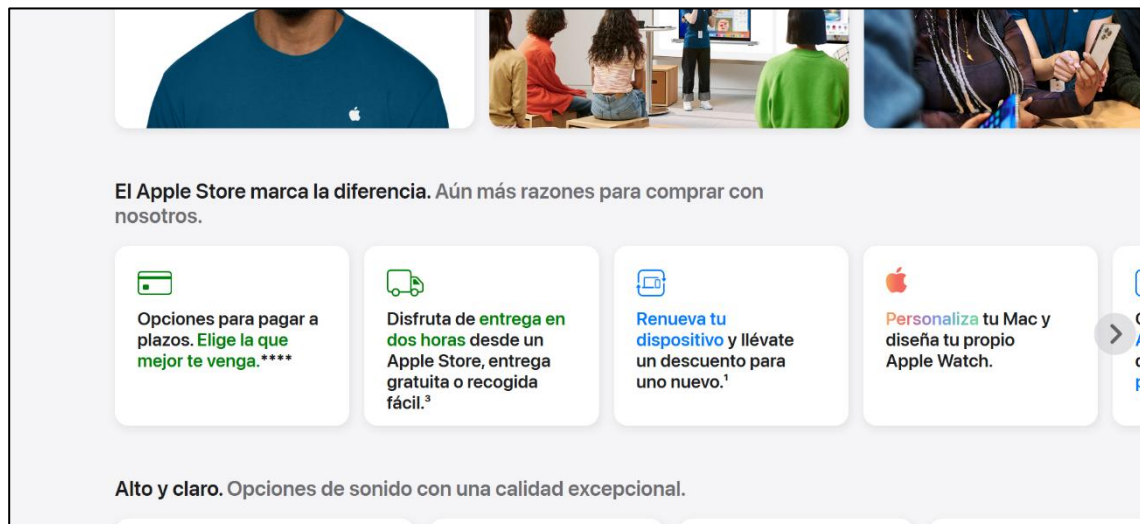 El Apple Store marca la diferencia. Aún más razones para comprar con
nosotros.
Opciones para pagar a
plazos. Elige la que
mejor te venga.****
Disfruta de entrega en
dos horas desde un
Apple Store, entrega
gratuita o recogida
fácil.³
Renueva tu
dispositivo y llévate
un descuento para
uno nuevo.¹
Personaliza tu Mac y
diseña tu propio
Apple Watch.
Alto y claro. Opciones de sonido con una calidad excepcional.